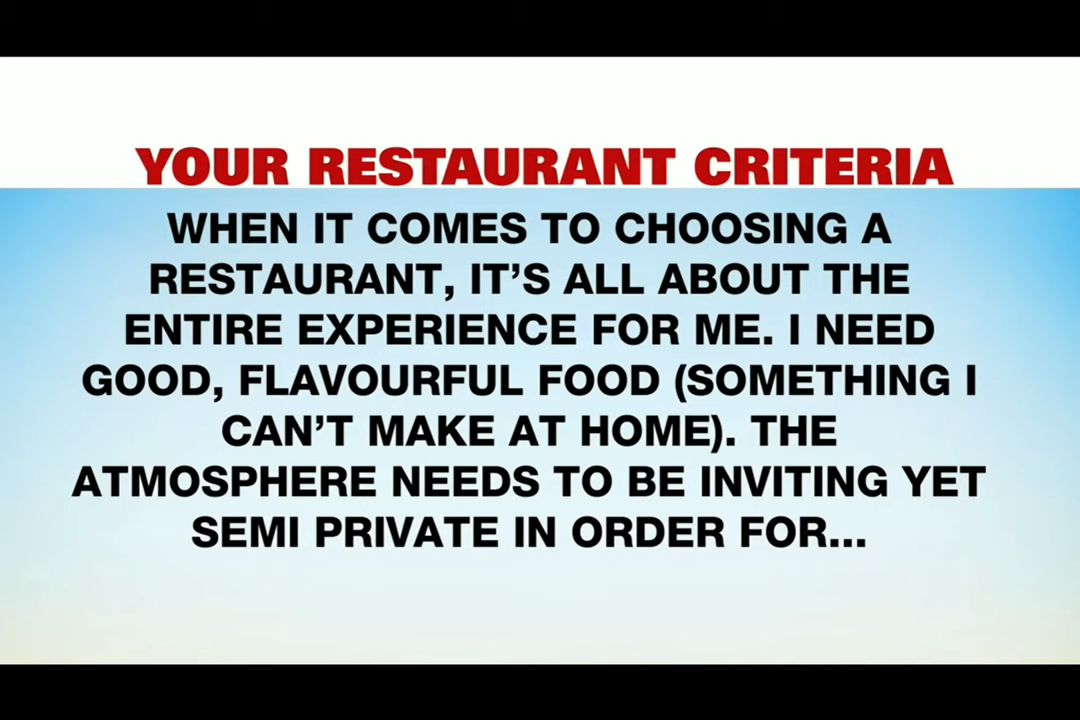 YOUR RESTAURANT CRITERIA
WHEN IT COMES TO CHOOSING A
RESTAURANT, IT’S ALL ABOUT THE
ENTIRE EXPERIENCE FOR ME. I NEED
GOOD, FLAVOURFUL FOOD (SOMETHING I
CAN’T MAKE AT HOME). THE
ATMOSPHERE NEEDS TO BE INVITING YET
SEMI PRIVATE IN ORDER FOR...